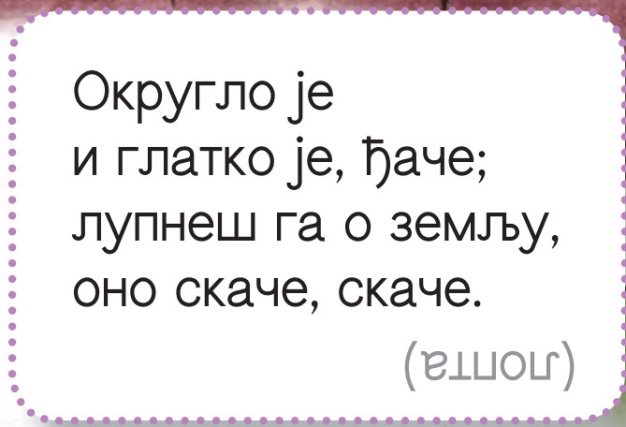 Округло је
и глатко је, ђаче;
лупнеш га о земљу,
оно скаче, скаче.
(лопта)